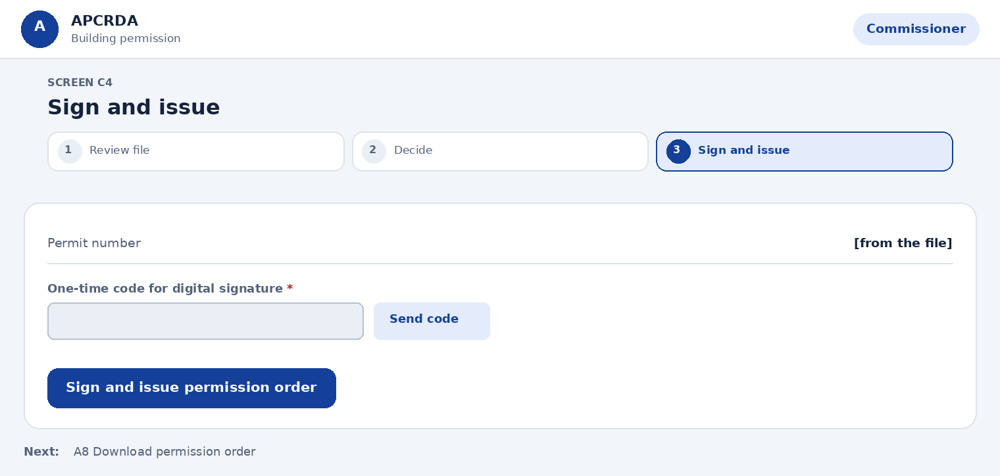 A
APCRDA
Building permission
Commissioner
SCREEN C4
Sign and issue
1 Review file
2 Decide
3 Sign and issue
Permit number [from the file]
One-time code for digital signature *
Send code
Sign and issue permission order
Next: A8 Download permission order